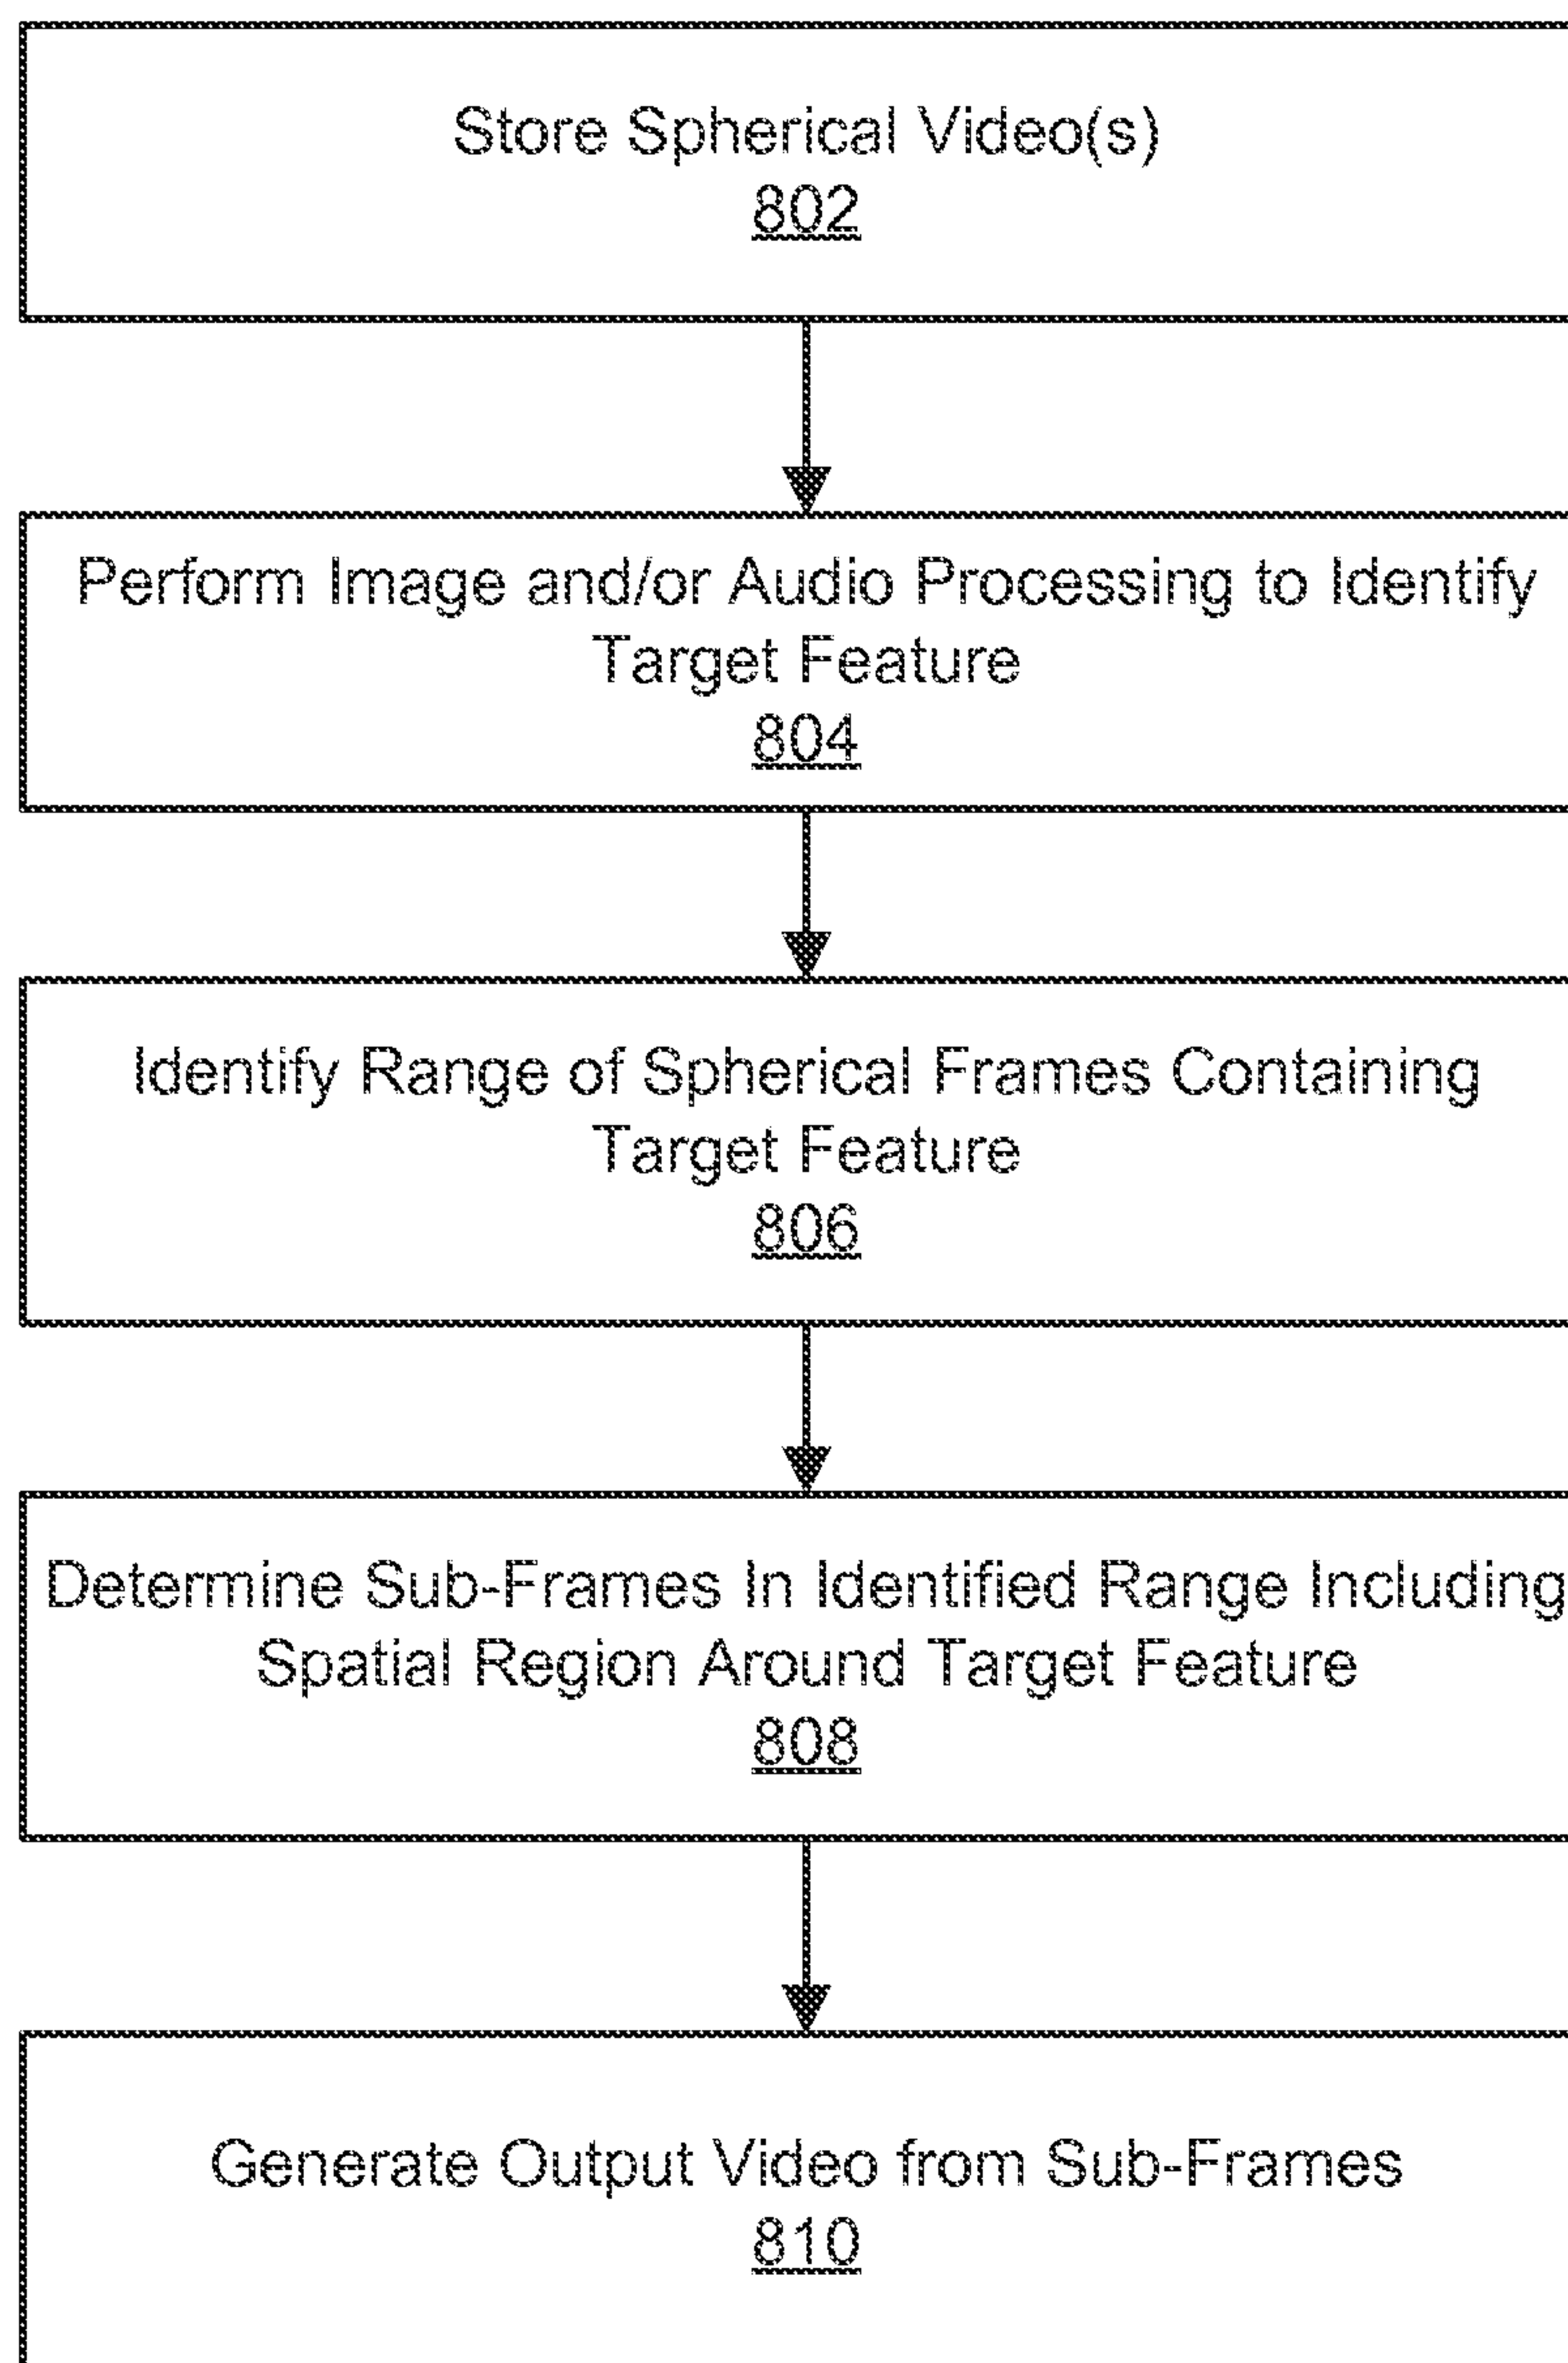 Store Spherical Video(s)
802
Perform Image and/or Audio Processing to Identify
Target Feature
804
Identify Range of Spherical Frames Containing
Target Feature
806
Determine Sub-Frames In Identified Range Including
Spatial Region Around Target Feature
808
Generate Output Video from Sub-Frames
810